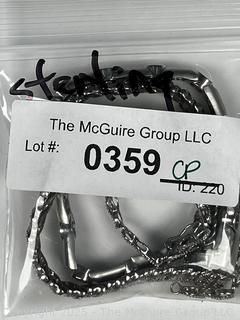 sterling
The McGuire Group LLC
Lot #: 0359 CP
ID: 220